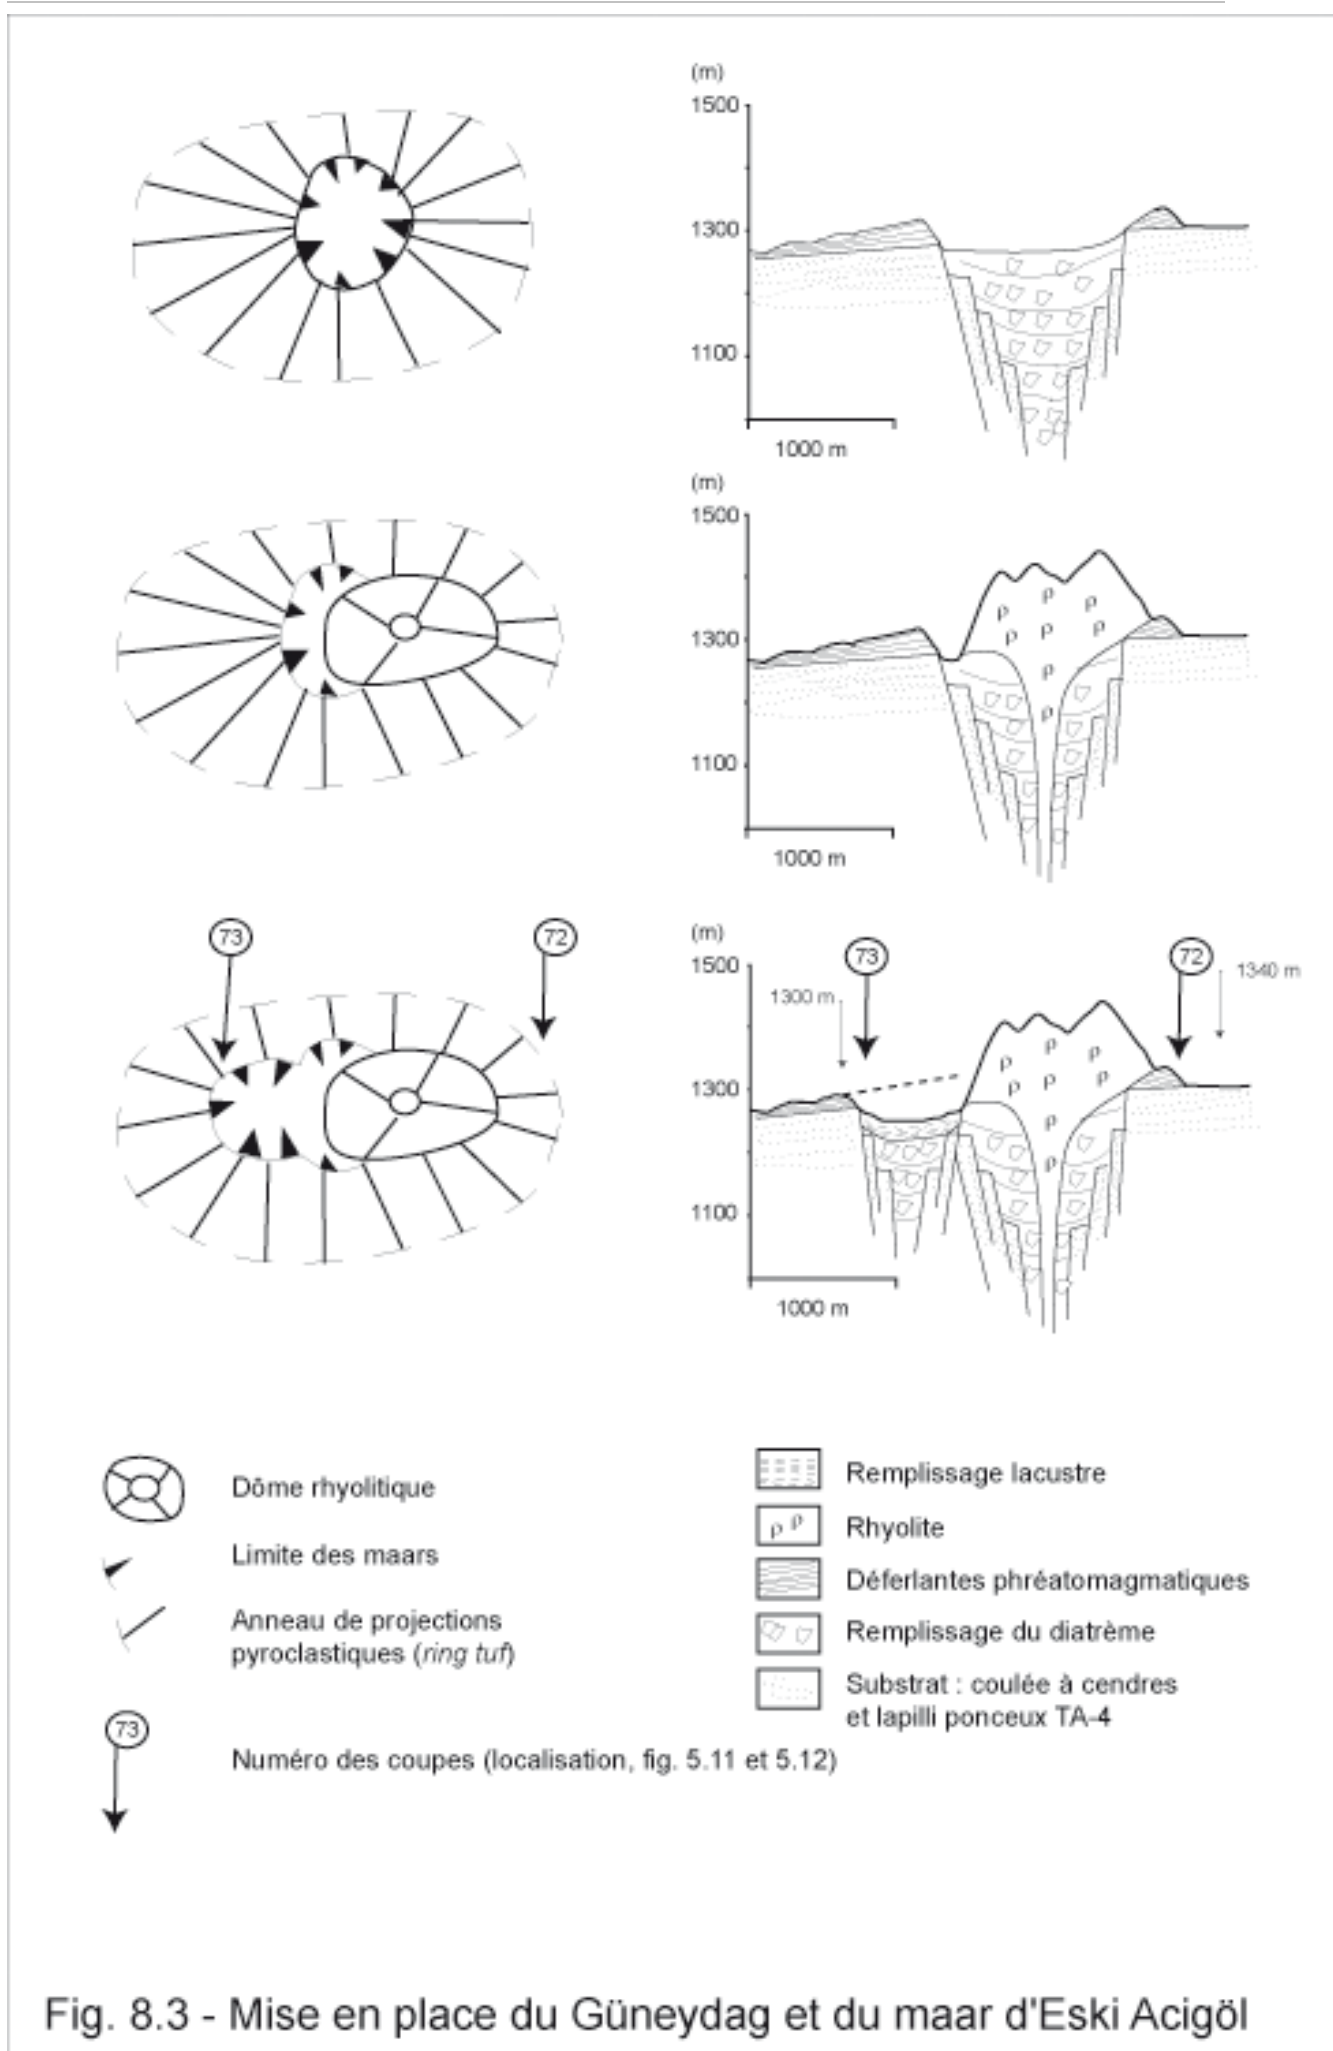 (m)
1500
1300
1100
1000 m
(m)
1500
1300
1100
1000 m
73
72
(m)
1500
73
72
1340 m
1300 m
1300
1100
1000 m
Dôme rhyolitique
Limite des maars
Anneau de projections
pyroclastiques (ring tuf)
73
Numéro des coupes (localisation, fig. 5.11 et 5.12)
Remplissage lacustre
ρ ρ
Rhyolite
Déferlantes phréatomagmatiques
Remplissage du diatrème
Substrat : coulée à cendres
et lapilli ponceux TA-4
Fig. 8.3 - Mise en place du Güneydag et du maar d'Eski Acigöl